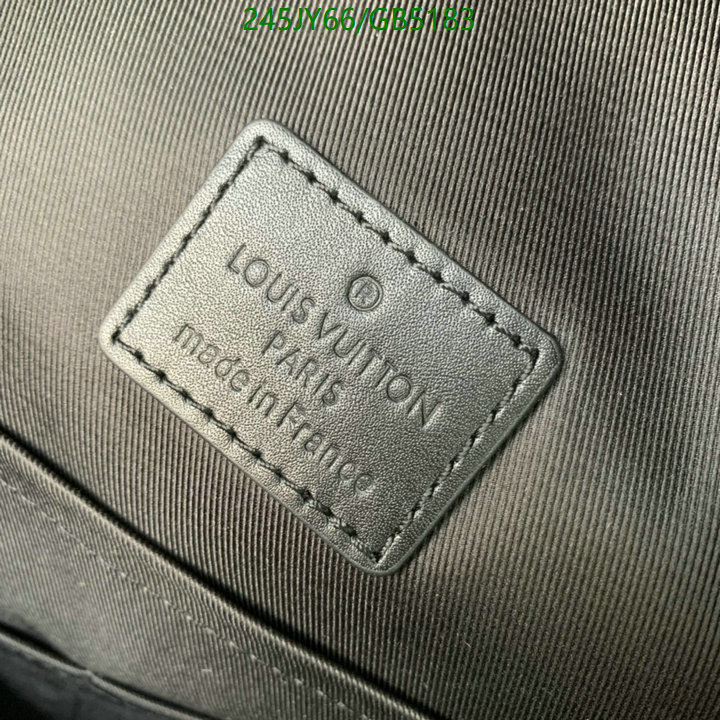 245JY66/GB5183
®
LOUIS VUITTON
PARIS
made in France